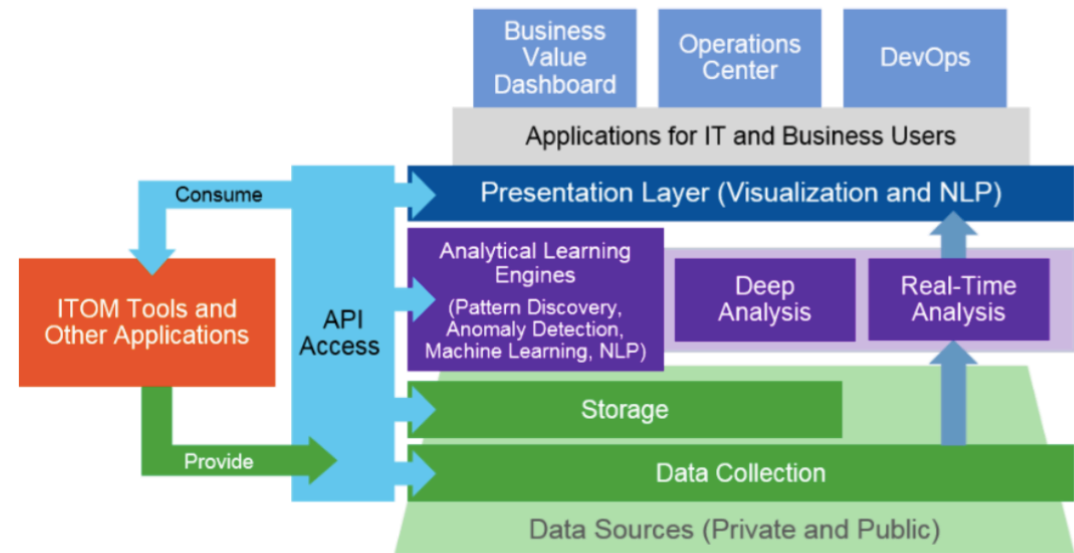 Business
Value
Dashboard
Operations
Center
DevOps
Applications for IT and Business Users
Consume
Presentation Layer (Visualization and NLP)
ITOM Tools and
Other Applications
API
Access
Analytical Learning
Engines
(Pattern Discovery,
Anomaly Detection,
Machine Learning, NLP)
Deep
Analysis
Real-Time
Analysis
Storage
Provide
Data Collection
Data Sources (Private and Public)